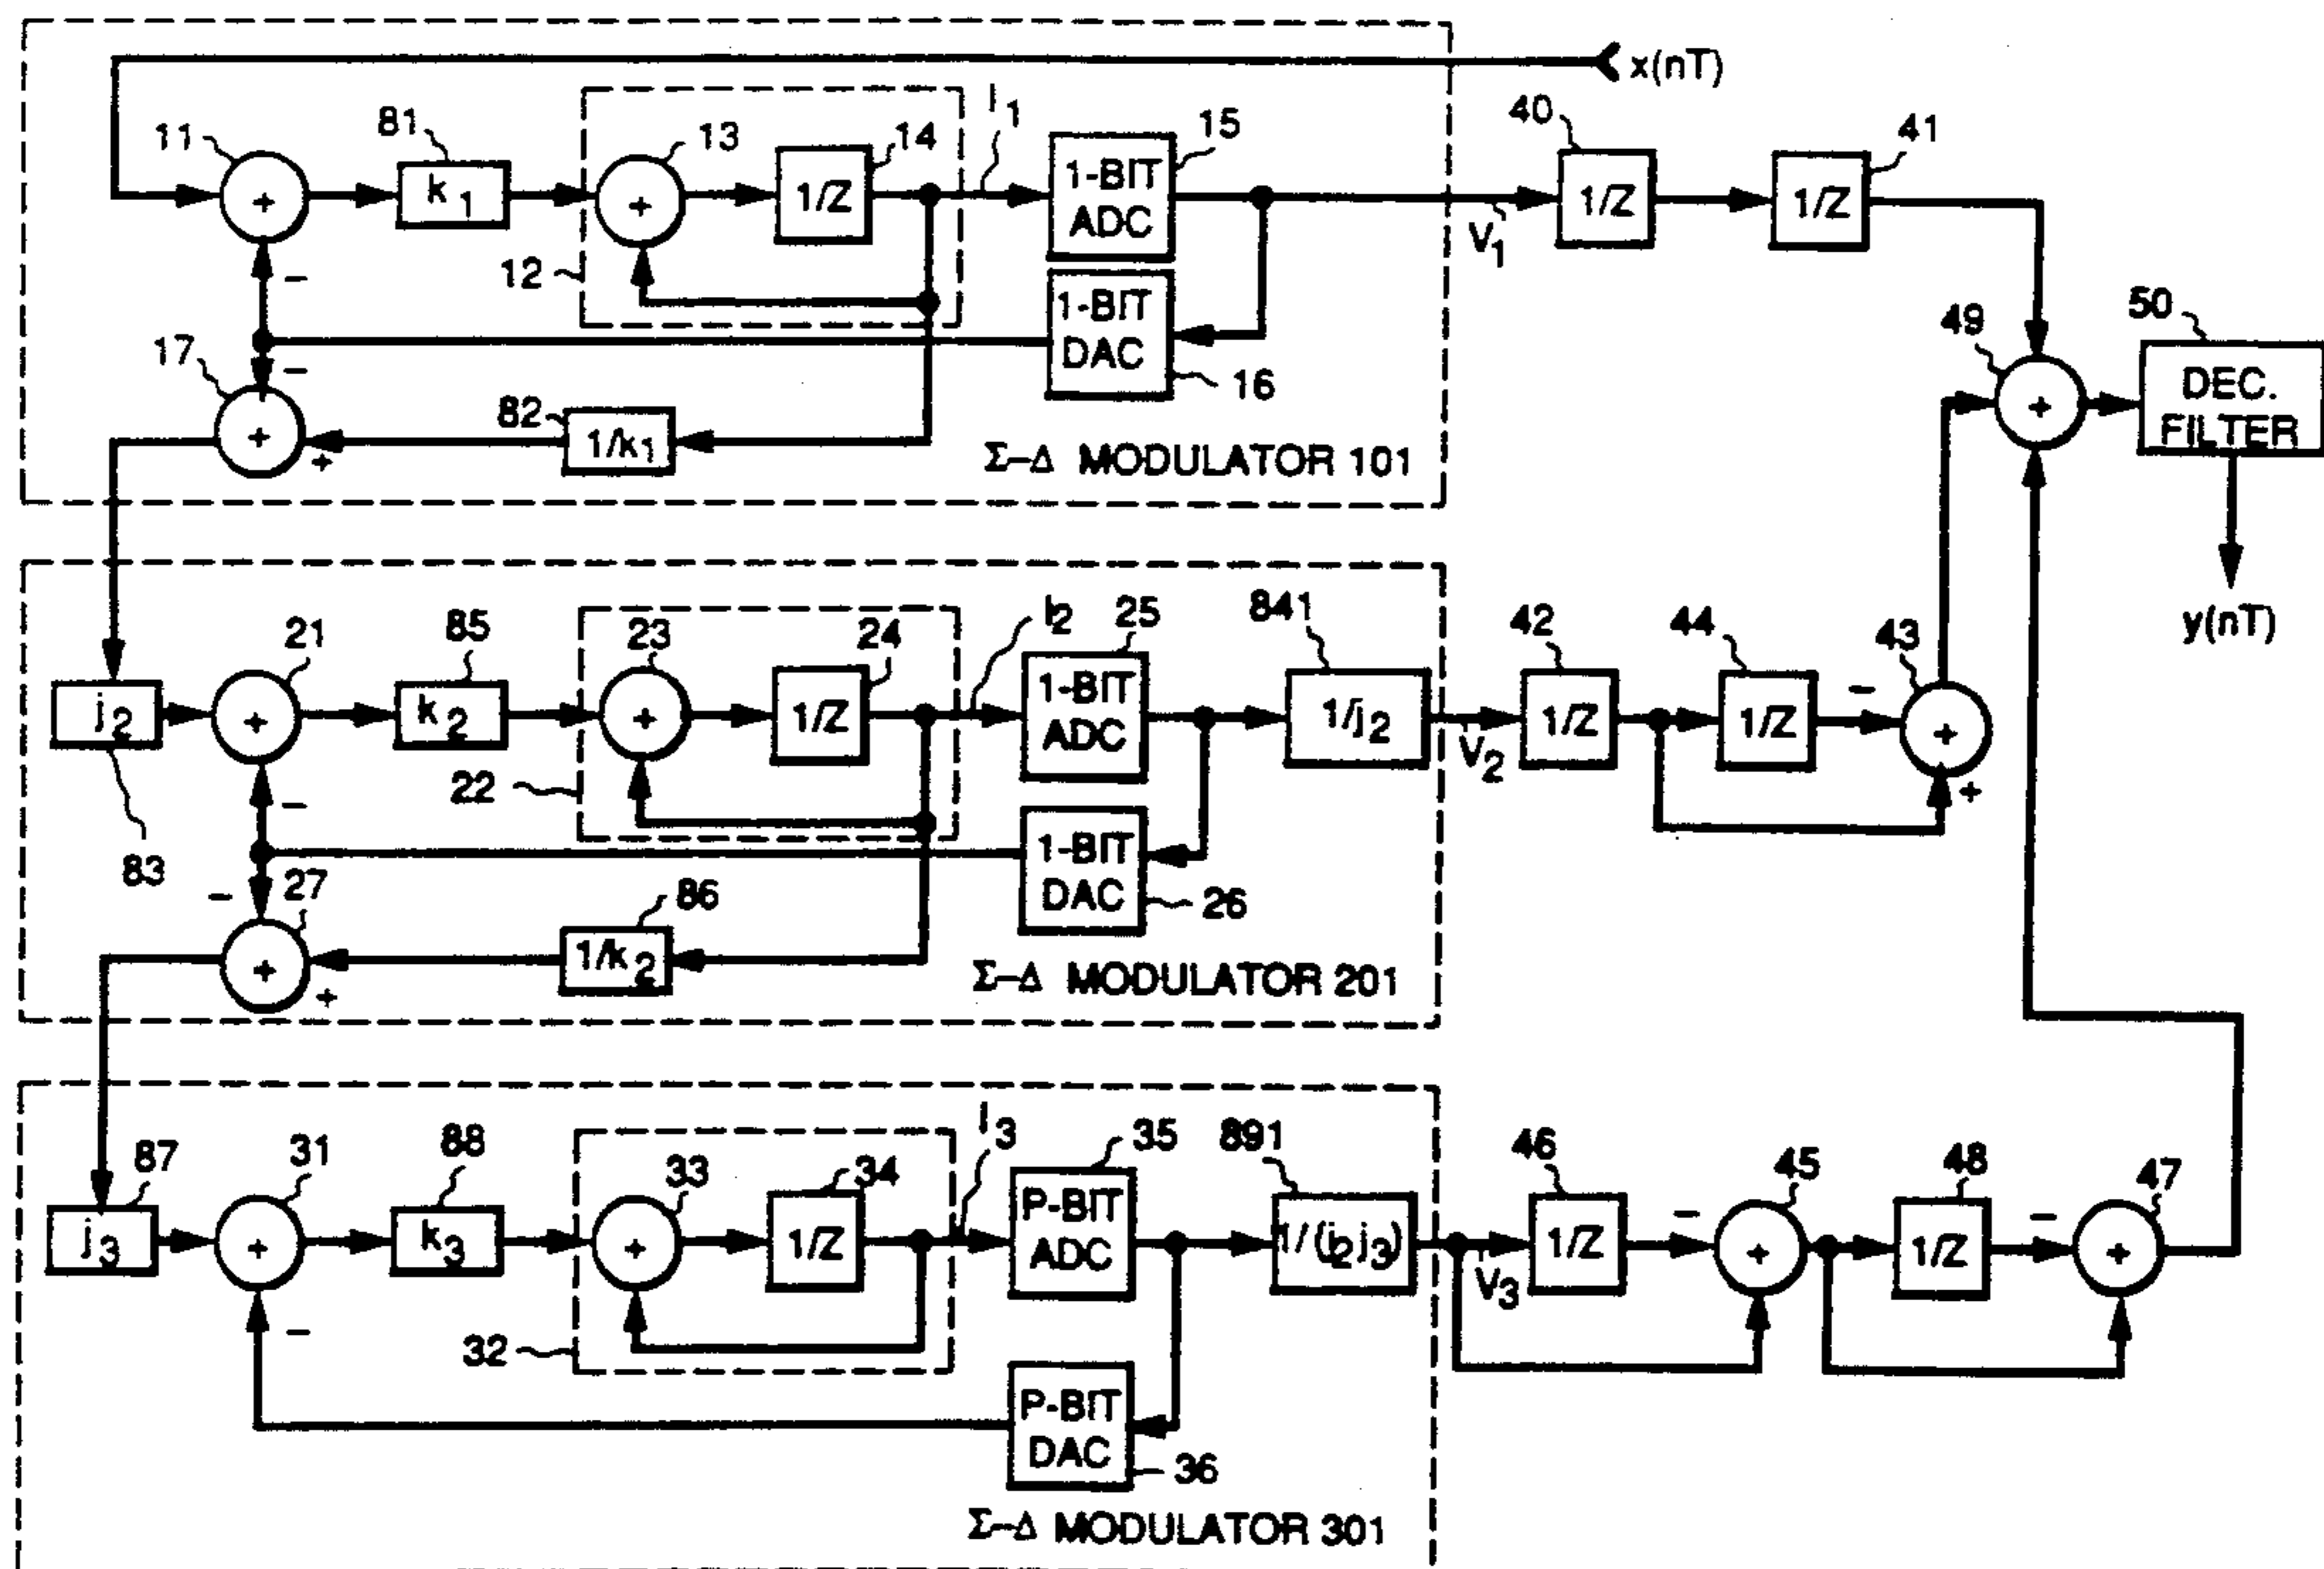 x(nT)
11
81
k1
13
14
1/Z
I1
15
1-BIT
ADC
40
1/Z
41
1/Z
+
+
12
−
V1
1-BIT
DAC
16
17
−
+
+
82
1/k1
Σ–Δ MODULATOR 101
49
+
50
DEC.
FILTER
y(nT)
j2
83
21
+
85
k2
23
+
24
1/Z
I2
25
1-BIT
ADC
841
1/j2
V2
42
1/Z
44
1/Z
43
−
+
+
22
−
1-BIT
DAC
26
27
−
+
+
86
1/k2
Σ–Δ MODULATOR 201
87
j3
31
+
88
k3
33
+
34
1/Z
I3
35
P-BIT
ADC
891
1/(j2j3)
V3
46
1/Z
45
−
+
48
1/Z
47
−
+
32
−
P-BIT
DAC
36
Σ–Δ MODULATOR 301